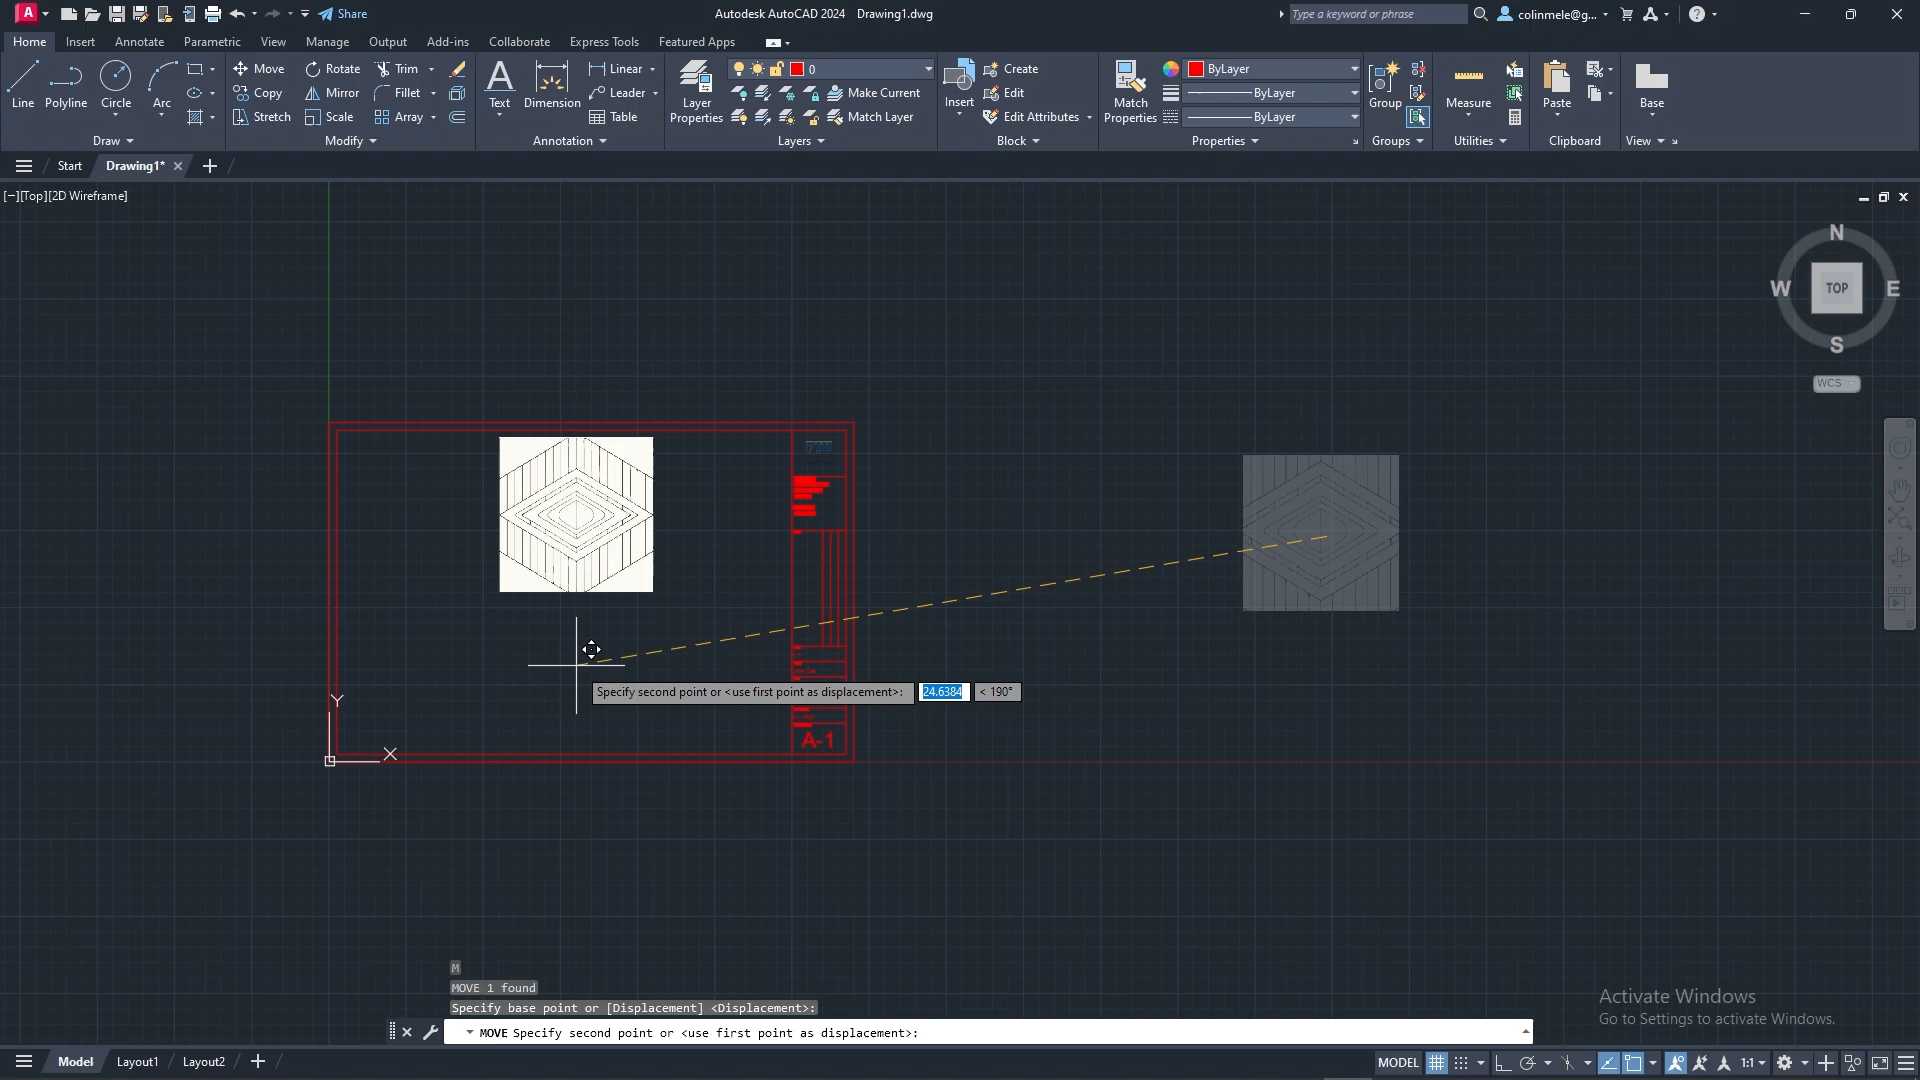 Share
Autodesk AutoCAD 2024 Drawing1.dwg
Type a keyword or phrase
colinmele@g...
Home Insert Annotate Parametric View Manage Output Add-ins Collaborate Express Tools Featured Apps
Line Polyline Circle Arc
Move Rotate Trim
Copy Mirror Fillet
Stretch Scale Array
Text Dimension
Linear
Leader
Table
Layer Properties
0
Make Current
Match Layer
Insert
Create
Edit
Edit Attributes
Match Properties
ByLayer
ByLayer
ByLayer
Group
Measure
Paste
Base
Draw Modify Annotation Layers Block Properties Groups Utilities Clipboard View
Start Drawing1*
[−][Top][2D Wireframe]
N
W TOP E
S
WCS
Y
X
A-1
Specify second point or <use first point as displacement>: 24.6384 < 190°
M
MOVE 1 found
Specify base point or [Displacement] <Displacement>:
MOVE Specify second point or <use first point as displacement>:
Activate Windows
Go to Settings to activate Windows.
Model Layout1 Layout2
MODEL 1:1